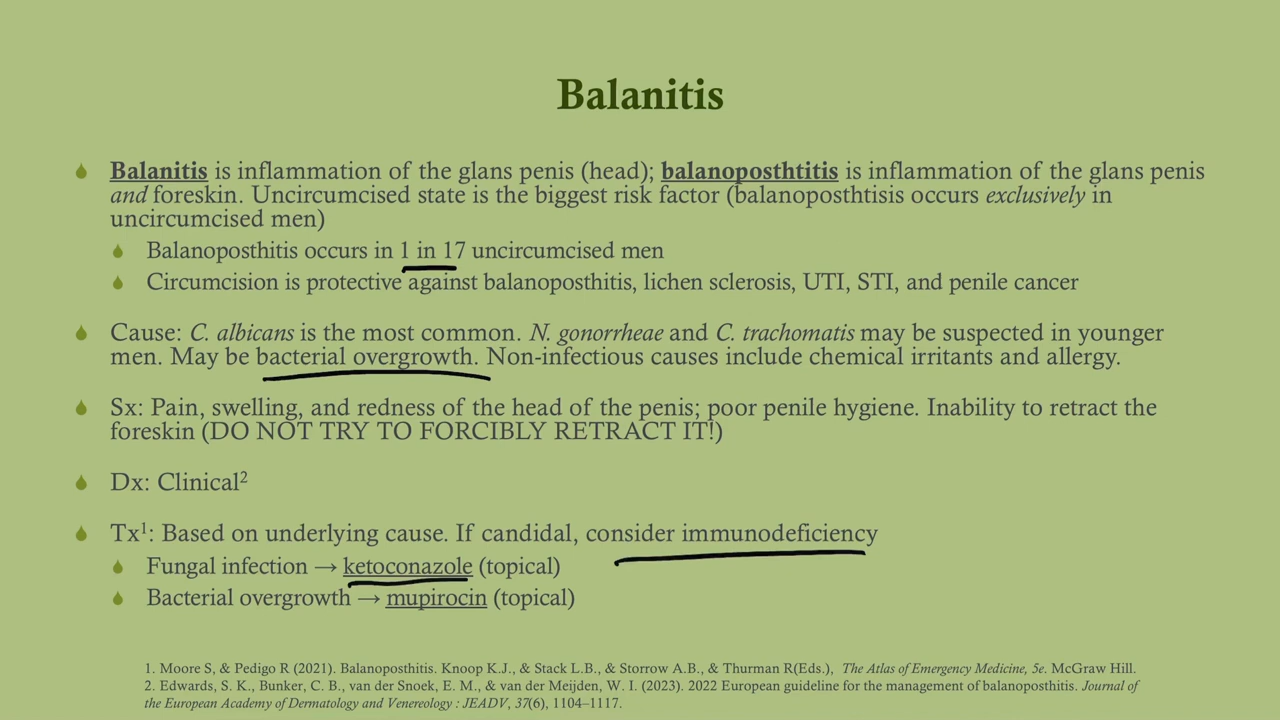 Balanitis
Balanitis is inflammation of the glans penis (head); balanoposthtitis is inflammation of the glans penis
and foreskin. Uncircumcised state is the biggest risk factor (balanoposthtisis occurs exclusively in
uncircumcised men)
Balanoposthitis occurs in 1 in 17 uncircumcised men
Circumcision is protective against balanoposthitis, lichen sclerosis, UTI, STI, and penile cancer
Cause: C. albicans is the most common. N. gonorrheae and C. trachomatis may be suspected in younger
men. May be bacterial overgrowth. Non-infectious causes include chemical irritants and allergy.
Sx: Pain, swelling, and redness of the head of the penis; poor penile hygiene. Inability to retract the
foreskin (DO NOT TRY TO FORCIBLY RETRACT IT!)
Dx: Clinical²
Tx¹: Based on underlying cause. If candidal, consider immunodeficiency
Fungal infection → ketoconazole (topical)
Bacterial overgrowth → mupirocin (topical)
1. Moore S, & Pedigo R (2021). Balanoposthitis. Knoop K.J., & Stack L.B., & Storrow A.B., & Thurman R(Eds.), The Atlas of Emergency Medicine, 5e. McGraw Hill.
2. Edwards, S. K., Bunker, C. B., van der Snoek, E. M., & van der Meijden, W. I. (2023). 2022 European guideline for the management of balanoposthitis. Journal of
the European Academy of Dermatology and Venereology : JEADV, 37(6), 1104–1117.